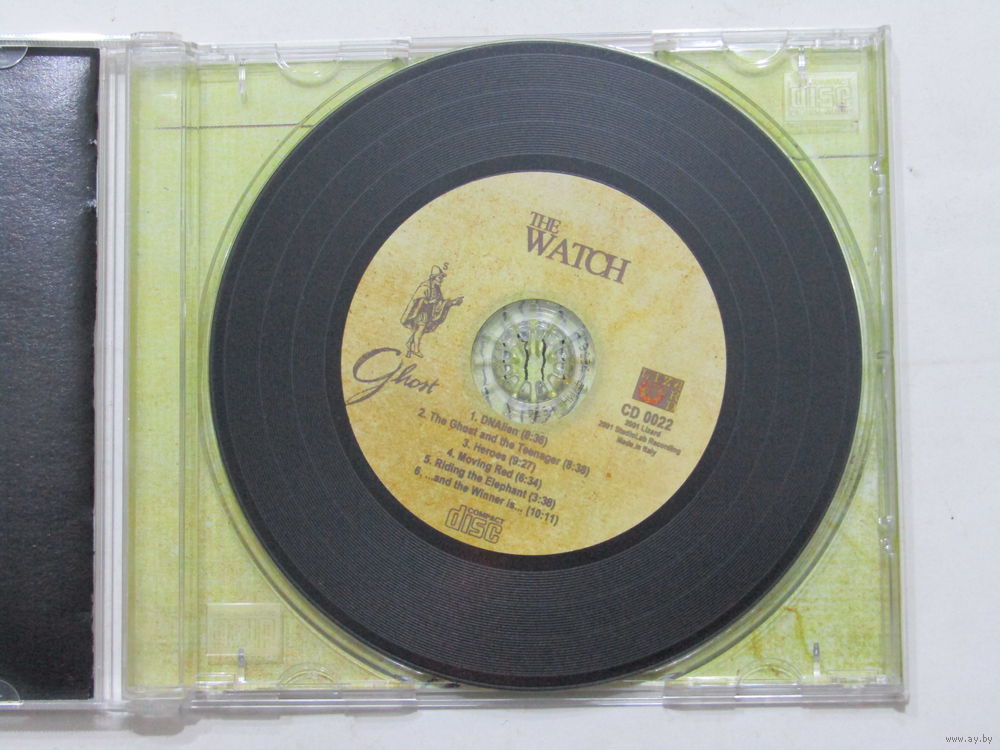 disc
THE
WATCH
S
Ghost
1. DNAlien (8:36)
2. The Ghost and the Teenager (8:38)
3. Heroes (9:27)
4. Moving Red (6:34)
5. Riding the Elephant (3:38)
6. ...and the Winner is... (10:11)
COMPACT
disc
LIZARD
CD 0022
2001 Lizard
2001 StudioLab Recording
Made in Italy
www.ay.by